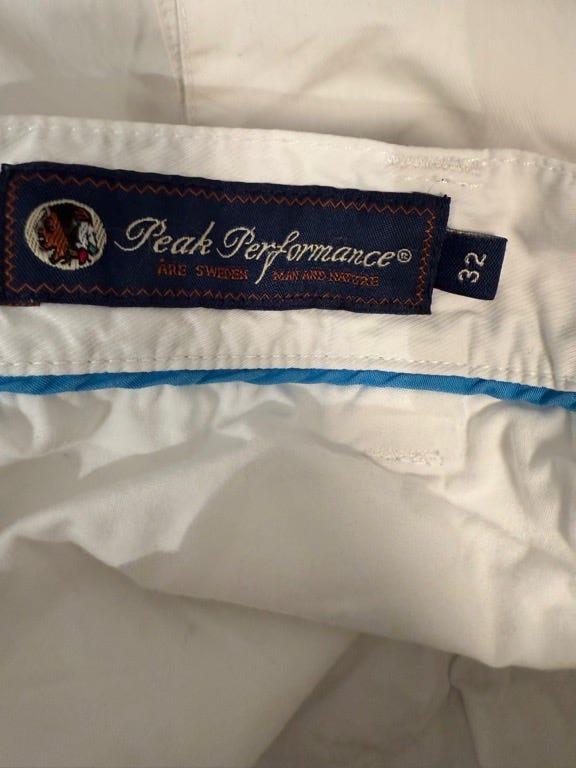 Peak Performance®
ÅRE SWEDEN MAN AND NATURE
32